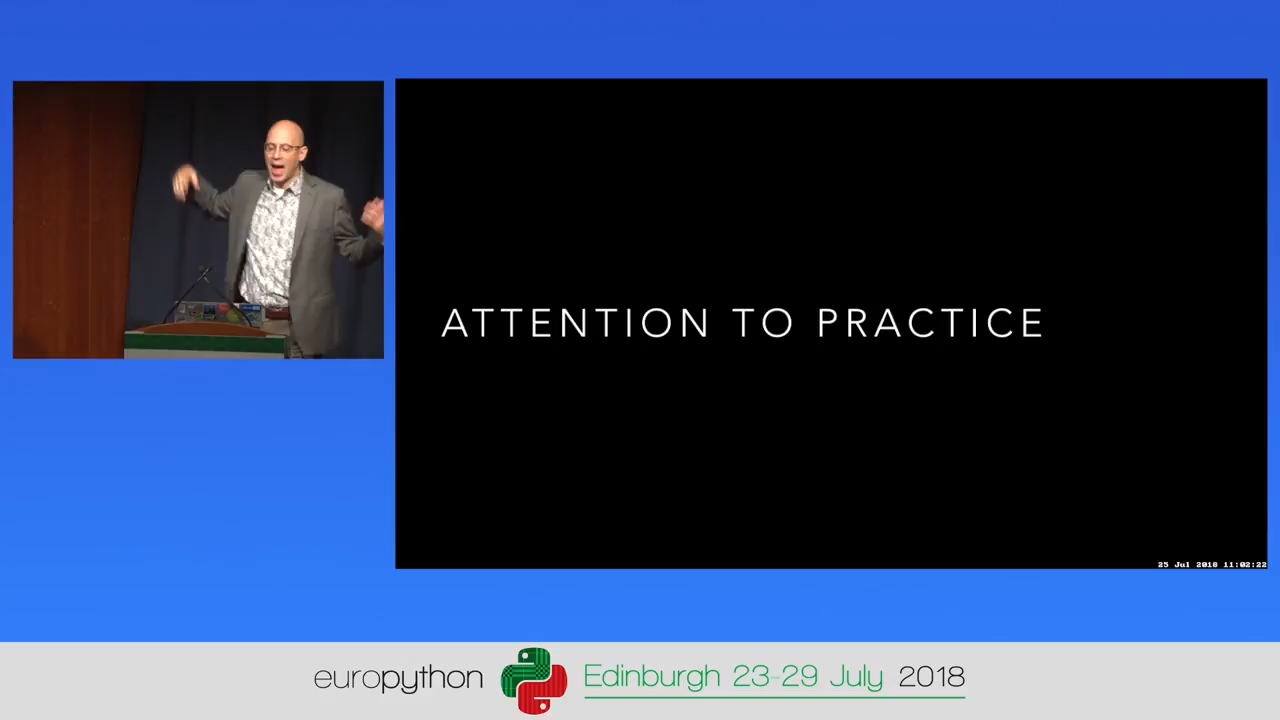 ATTENTION TO PRACTICE
25 Jul 2018 11:02:22
europython Edinburgh 23-29 July 2018